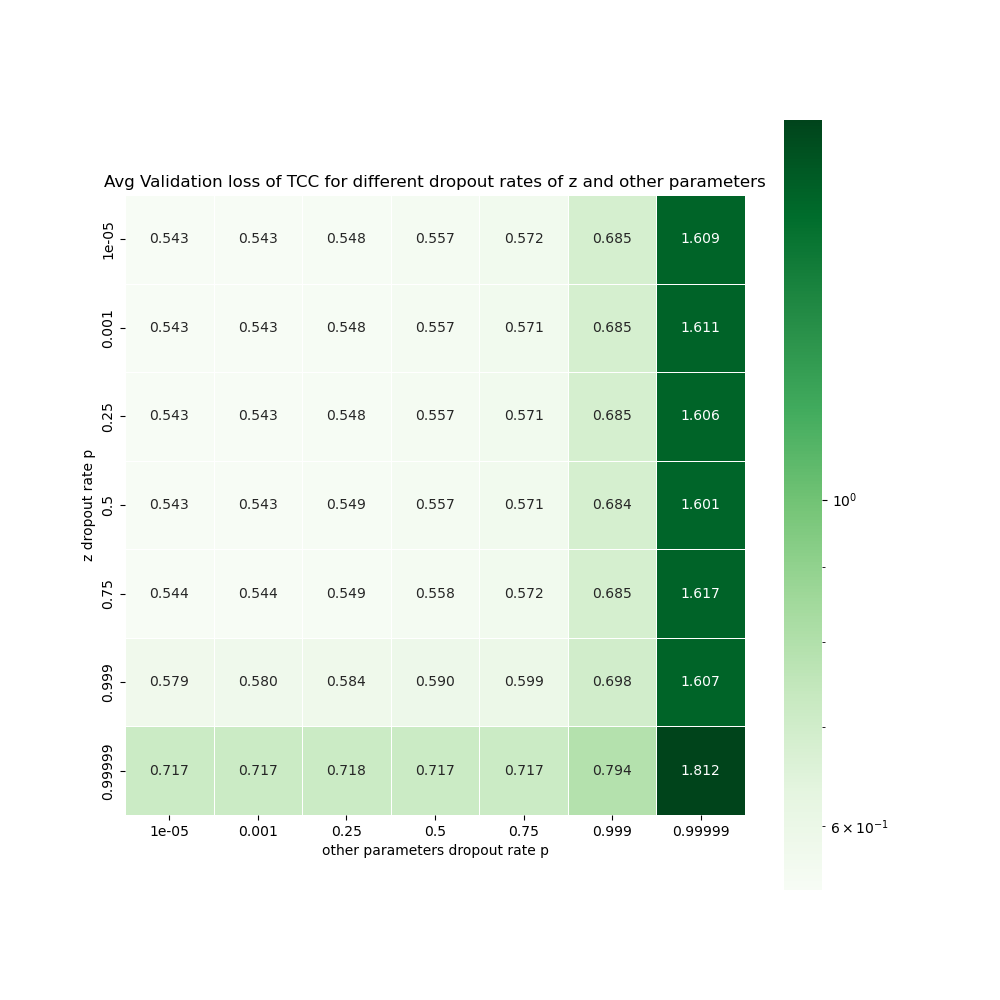 Avg Validation loss of TCC for different dropout rates of z and other parameters
z dropout rate p
1e-05 0.543 0.543 0.548 0.557 0.572 0.685 1.609
0.001 0.543 0.543 0.548 0.557 0.571 0.685 1.611
0.25 0.543 0.543 0.548 0.557 0.571 0.685 1.606
0.5 0.543 0.543 0.549 0.557 0.571 0.684 1.601
0.75 0.544 0.544 0.549 0.558 0.572 0.685 1.617
0.999 0.579 0.580 0.584 0.590 0.599 0.698 1.607
0.99999 0.717 0.717 0.718 0.717 0.717 0.794 1.812
1e-05 0.001 0.25 0.5 0.75 0.999 0.99999
other parameters dropout rate p
10⁰
6 × 10⁻¹